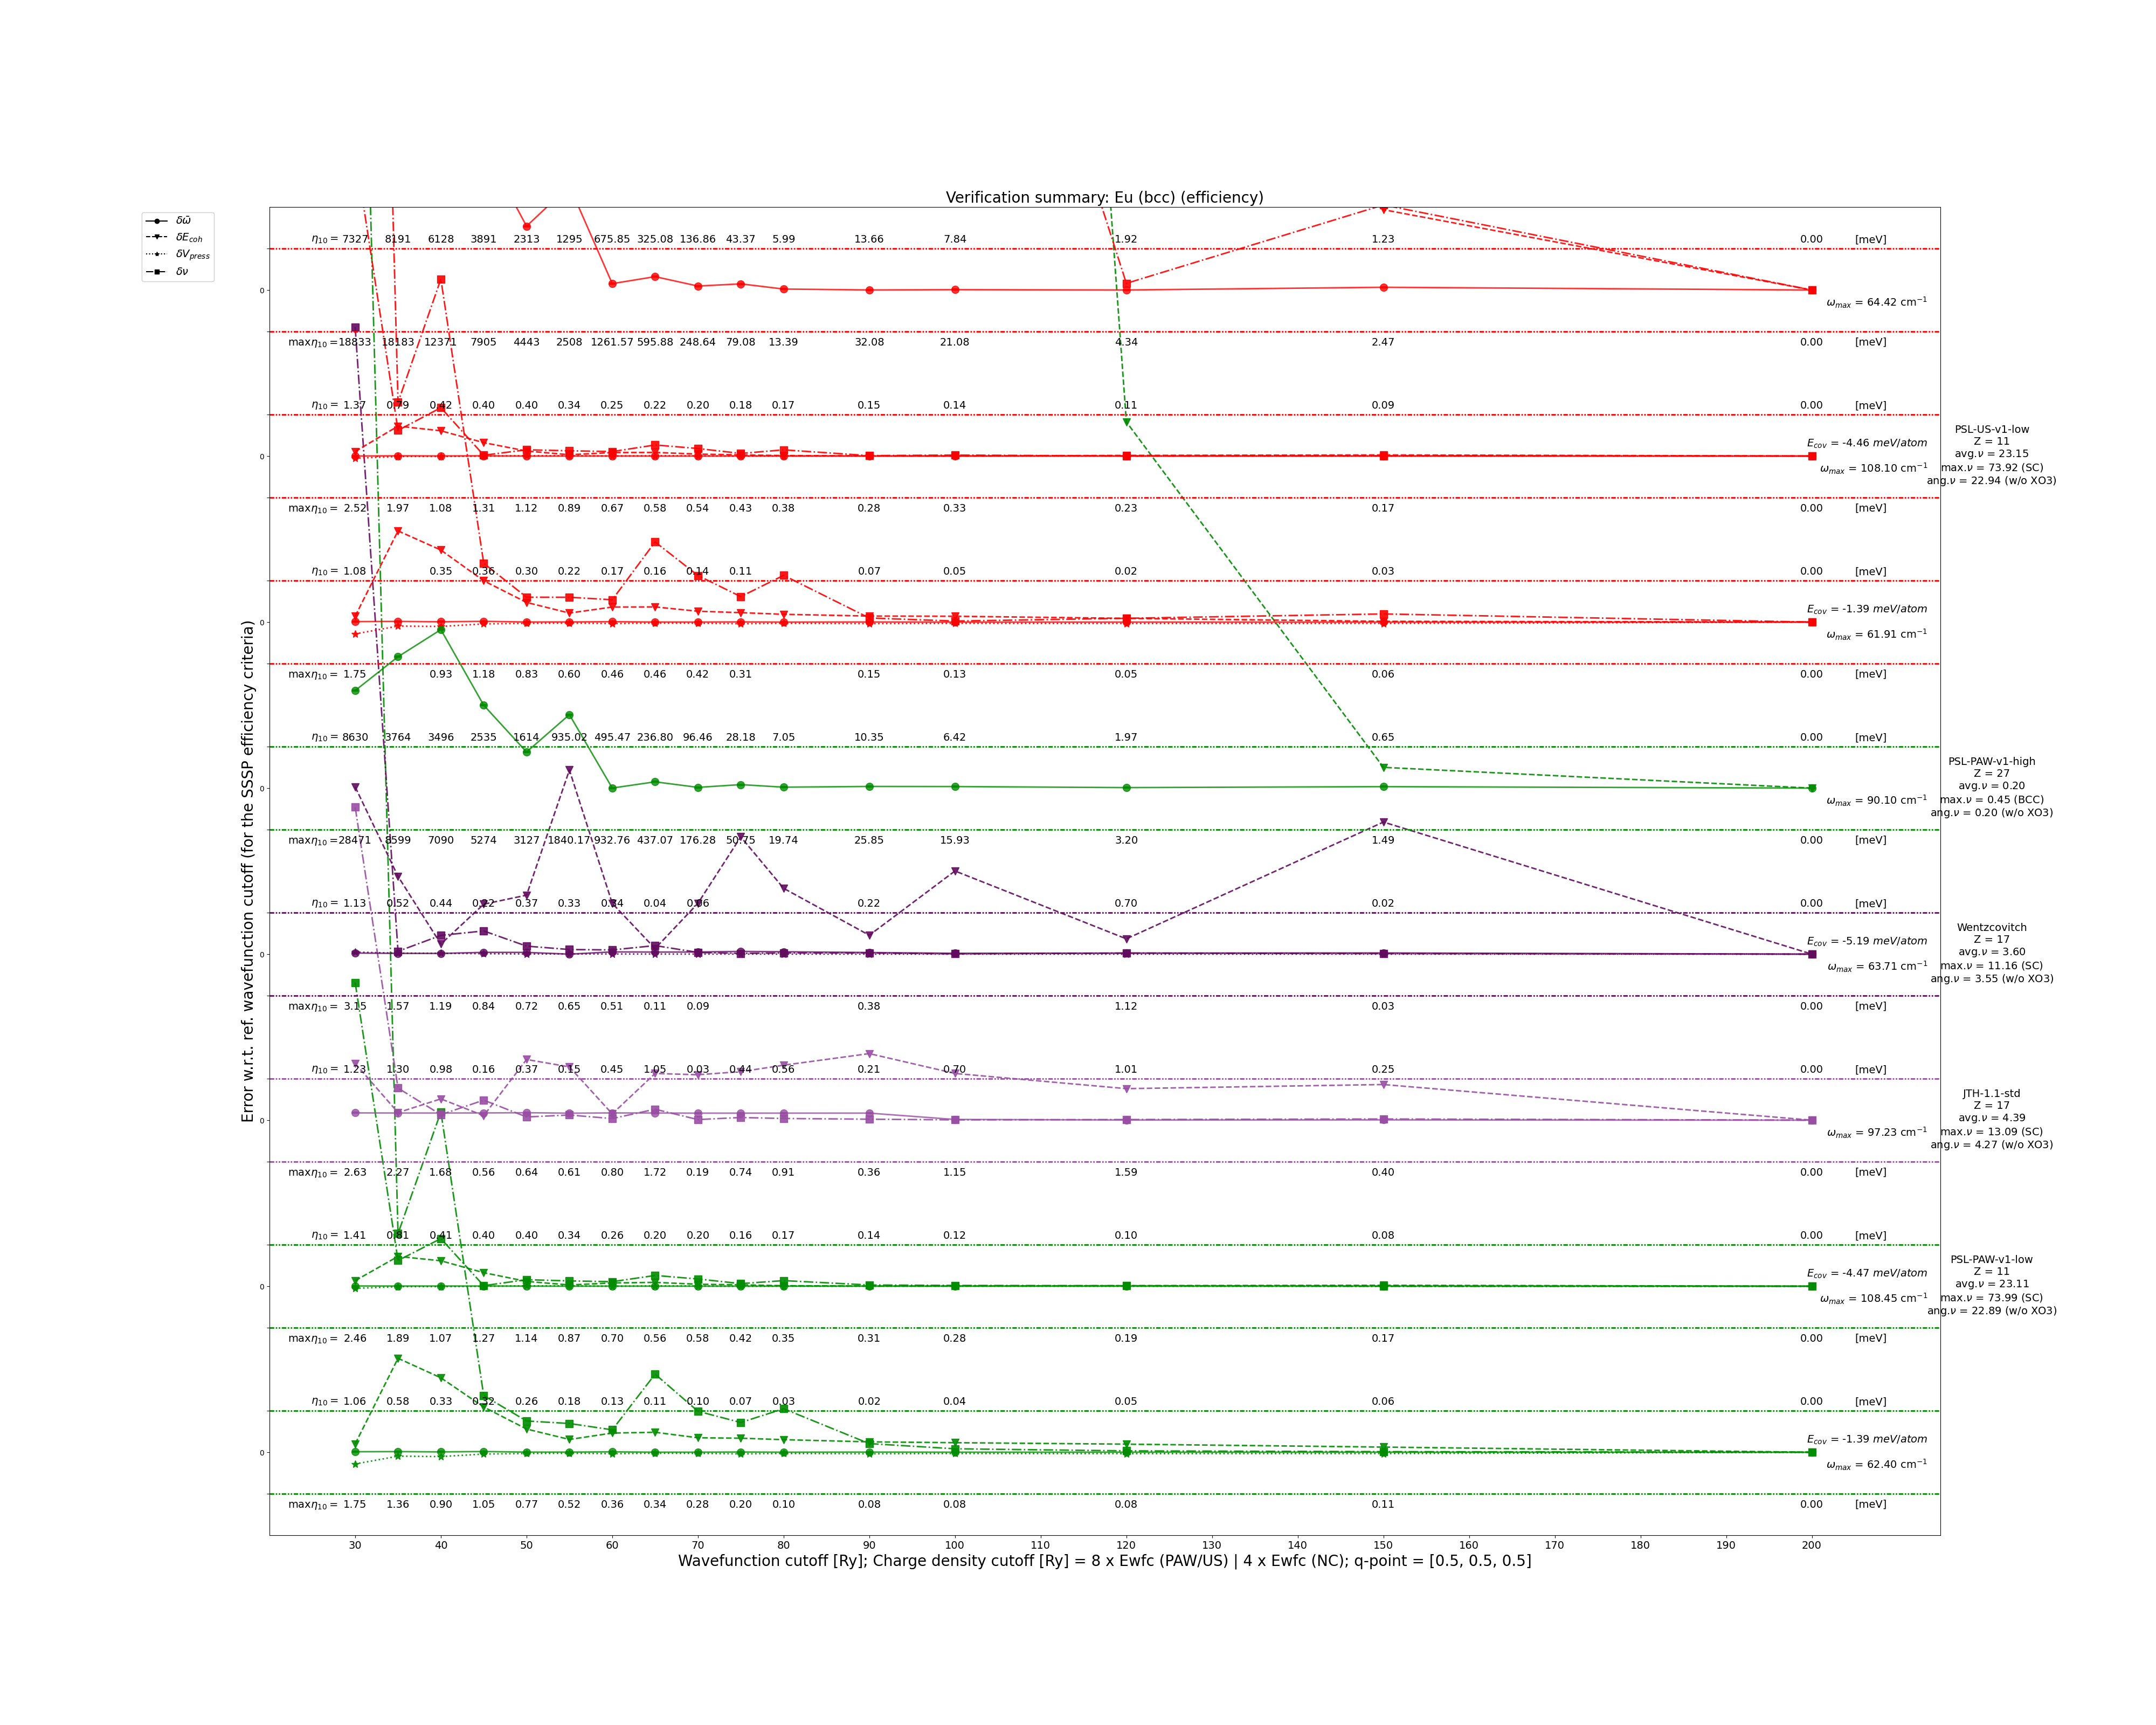 Verification summary: Eu (bcc) (efficiency)
δω̄
δE_coh
δV_press
δν
Error w.r.t. ref. wavefunction cutoff (for the SSSP efficiency criteria)
η₁₀ = 7327 8191 6128 3891 2313 1295 675.85 325.08 136.86 43.37 5.99 13.66 7.84 1.92 1.23 0.00 [meV]
0
ω_max = 64.42 cm⁻¹
maxη₁₀ = 18833 18183 12371 7905 4443 2508 1261.57 595.88 248.64 79.08 13.39 32.08 21.08 4.34 2.47 0.00 [meV]
η₁₀ = 1.37 0.79 0.42 0.40 0.40 0.34 0.25 0.22 0.20 0.18 0.17 0.15 0.14 0.11 0.09 0.00 [meV]
E_cov = -4.46 meV/atom
0
ω_max = 108.10 cm⁻¹
PSL-US-v1-low
Z = 11
avg.ν = 23.15
max.ν = 73.92 (SC)
ang.ν = 22.94 (w/o XO3)
maxη₁₀ = 2.52 1.97 1.08 1.31 1.12 0.89 0.67 0.58 0.54 0.43 0.38 0.28 0.33 0.23 0.17 0.00 [meV]
η₁₀ = 1.08 0.35 0.36 0.30 0.22 0.17 0.16 0.14 0.11 0.07 0.05 0.02 0.03 0.00 [meV]
E_cov = -1.39 meV/atom
0
ω_max = 61.91 cm⁻¹
maxη₁₀ = 1.75 0.93 1.18 0.83 0.60 0.46 0.46 0.42 0.31 0.15 0.13 0.05 0.06 0.00 [meV]
η₁₀ = 8630 3764 3496 2535 1614 935.02 495.47 236.80 96.46 28.18 7.05 10.35 6.42 1.97 0.65 0.00 [meV]
0
ω_max = 90.10 cm⁻¹
PSL-PAW-v1-high
Z = 27
avg.ν = 0.20
max.ν = 0.45 (BCC)
ang.ν = 0.20 (w/o XO3)
maxη₁₀ = 28471 8599 7090 5274 3127 1840.17 932.76 437.07 176.28 50.75 19.74 25.85 15.93 3.20 1.49 0.00 [meV]
η₁₀ = 1.13 0.52 0.44 0.37 0.33 0.04 0.22 0.70 0.02 0.00 [meV]
E_cov = -5.19 meV/atom
0
ω_max = 63.71 cm⁻¹
Wentzcovitch
Z = 17
avg.ν = 3.60
max.ν = 11.16 (SC)
ang.ν = 3.55 (w/o XO3)
maxη₁₀ = 3.15 1.57 1.19 0.84 0.72 0.65 0.51 0.11 0.09 0.38 1.12 0.03 0.00 [meV]
η₁₀ = 1.23 1.30 0.98 0.16 0.37 0.15 0.45 1.05 0.03 0.44 0.56 0.21 0.70 1.01 0.25 0.00 [meV]
0
ω_max = 97.23 cm⁻¹
JTH-1.1-std
Z = 17
avg.ν = 4.39
max.ν = 13.09 (SC)
ang.ν = 4.27 (w/o XO3)
maxη₁₀ = 2.63 2.27 1.68 0.56 0.64 0.61 0.80 1.72 0.19 0.74 0.91 0.36 1.15 1.59 0.40 0.00 [meV]
η₁₀ = 1.41 0.81 0.41 0.40 0.40 0.34 0.26 0.20 0.20 0.16 0.17 0.14 0.12 0.10 0.08 0.00 [meV]
E_cov = -4.47 meV/atom
0
ω_max = 108.45 cm⁻¹
PSL-PAW-v1-low
Z = 11
avg.ν = 23.11
max.ν = 73.99 (SC)
ang.ν = 22.89 (w/o XO3)
maxη₁₀ = 2.46 1.89 1.07 1.27 1.14 0.87 0.70 0.56 0.58 0.42 0.35 0.31 0.28 0.19 0.17 0.00 [meV]
η₁₀ = 1.06 0.58 0.33 0.32 0.26 0.18 0.13 0.11 0.10 0.07 0.03 0.02 0.04 0.05 0.06 0.00 [meV]
E_cov = -1.39 meV/atom
0
ω_max = 62.40 cm⁻¹
maxη₁₀ = 1.75 1.36 0.90 1.05 0.77 0.52 0.36 0.34 0.28 0.20 0.10 0.08 0.08 0.08 0.11 0.00 [meV]
30 40 50 60 70 80 90 100 110 120 130 140 150 160 170 180 190 200
Wavefunction cutoff [Ry]; Charge density cutoff [Ry] = 8 x Ewfc (PAW/US) | 4 x Ewfc (NC); q-point = [0.5, 0.5, 0.5]